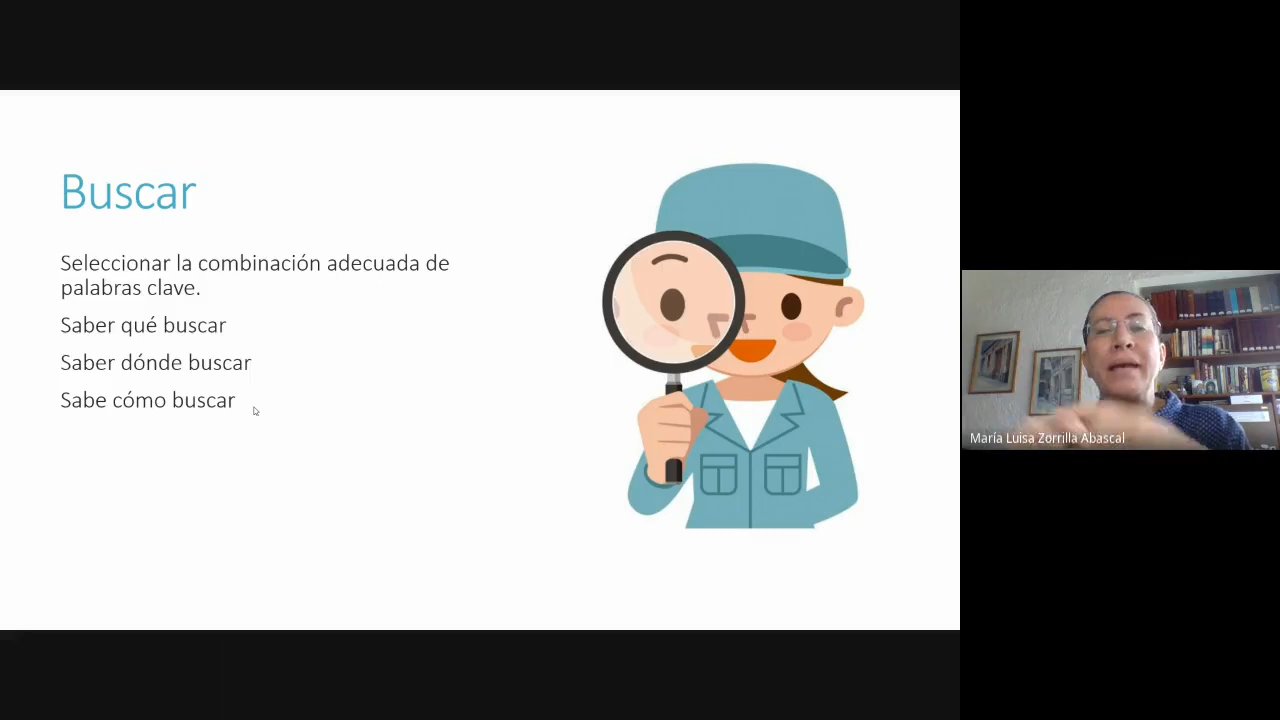 Buscar
Seleccionar la combinación adecuada de
palabras clave.
Saber qué buscar
Saber dónde buscar
Sabe cómo buscar
María Luisa Zorrilla Abascal